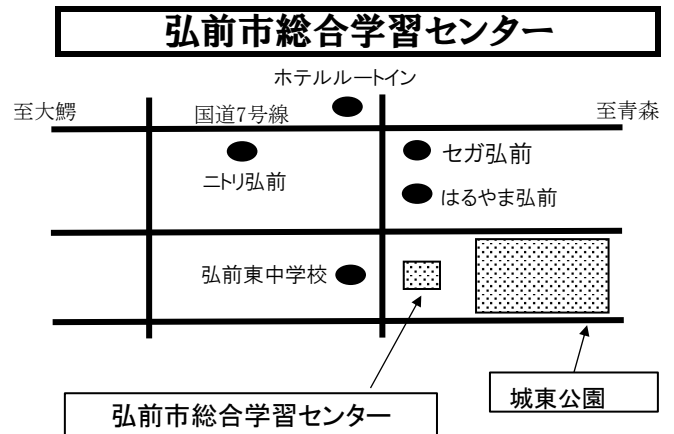 弘前市総合学習センター
ホテルルートイン
至大鰐
国道7号線
至青森
セガ弘前
ニトリ弘前
はるやま弘前
弘前東中学校
城東公園
弘前市総合学習センター